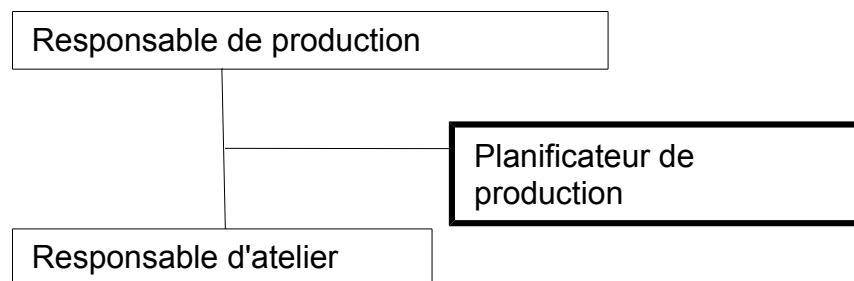 Responsable de production
Planificateur de
production
Responsable d'atelier